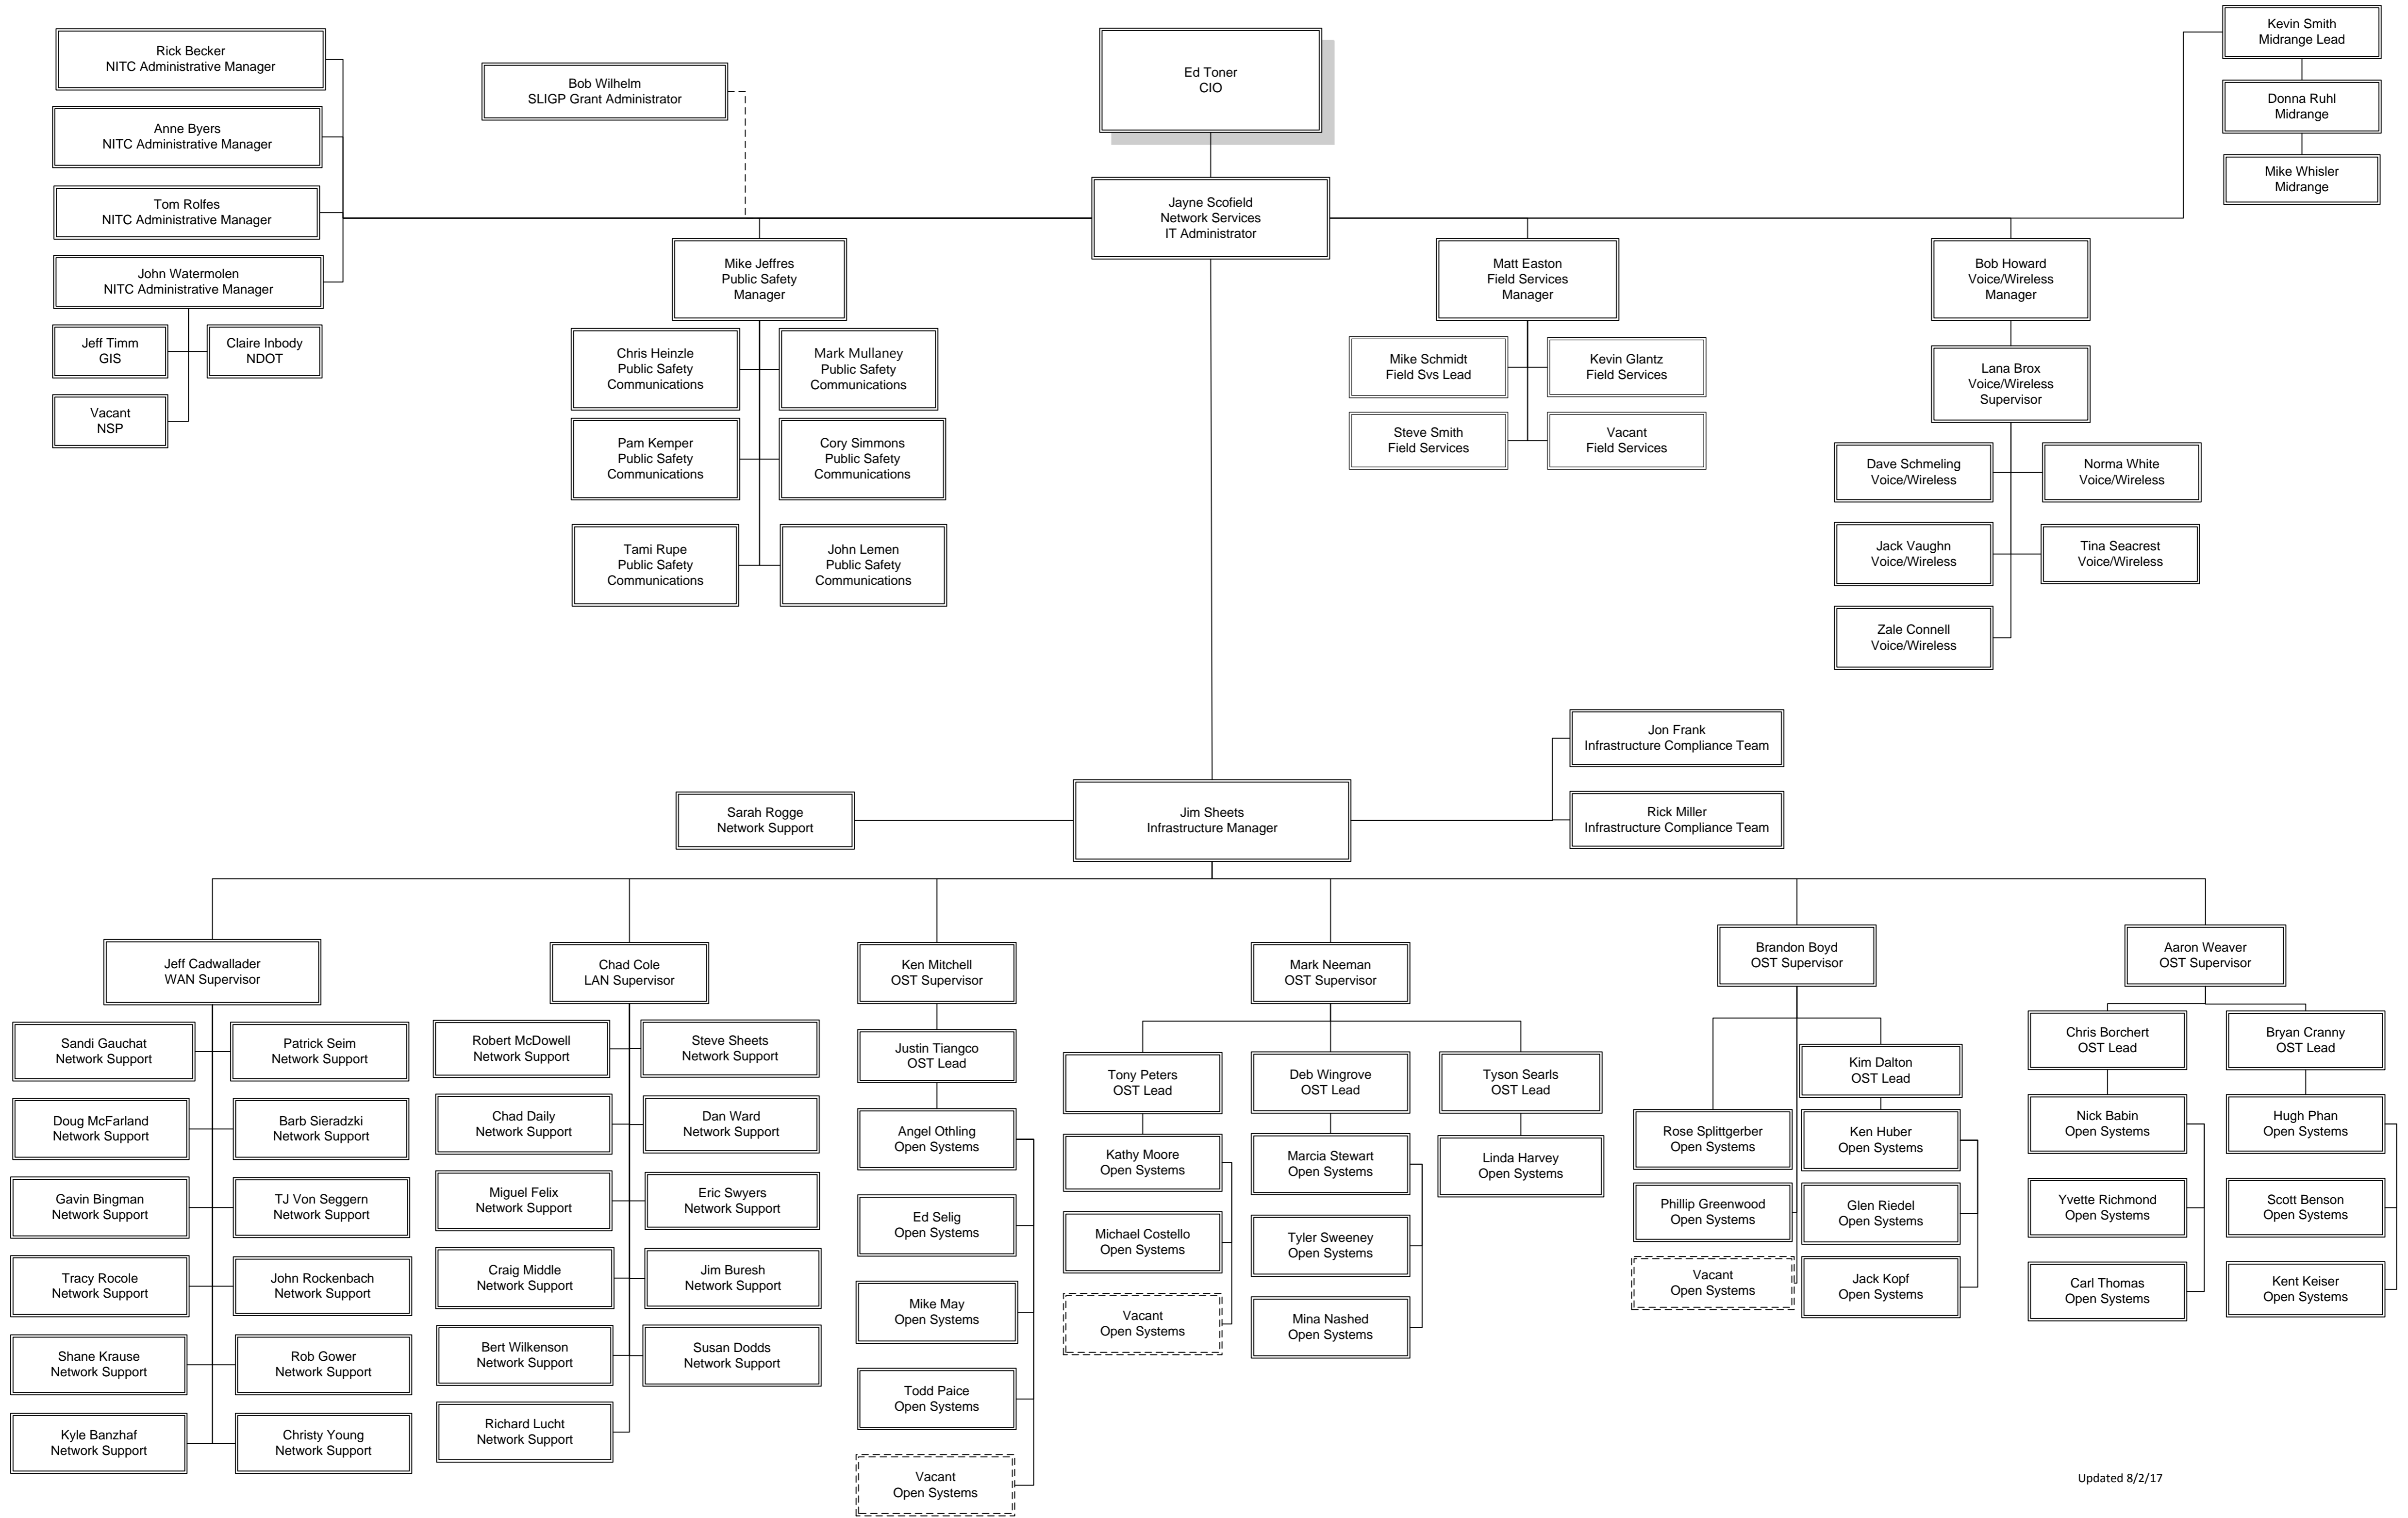 Rick Becker
NITC Administrative Manager
Anne Byers
NITC Administrative Manager
Tom Rolfes
NITC Administrative Manager
John Watermolen
NITC Administrative Manager
Jeff Timm
GIS
Claire Inbody
NDOT
Vacant
NSP
Bob Wilhelm
SLIGP Grant Administrator
Ed Toner
CIO
Jayne Scofield
Network Services
IT Administrator
Kevin Smith
Midrange Lead
Donna Ruhl
Midrange
Mike Whisler
Midrange
Mike Jeffres
Public Safety
Manager
Chris Heinzle
Public Safety
Communications
Mark Mullaney
Public Safety
Communications
Pam Kemper
Public Safety
Communications
Cory Simmons
Public Safety
Communications
Tami Rupe
Public Safety
Communications
John Lemen
Public Safety
Communications
Matt Easton
Field Services
Manager
Mike Schmidt
Field Svs Lead
Kevin Glantz
Field Services
Steve Smith
Field Services
Vacant
Field Services
Bob Howard
Voice/Wireless
Manager
Lana Brox
Voice/Wireless
Supervisor
Dave Schmeling
Voice/Wireless
Norma White
Voice/Wireless
Jack Vaughn
Voice/Wireless
Tina Seacrest
Voice/Wireless
Zale Connell
Voice/Wireless
Jon Frank
Infrastructure Compliance Team
Sarah Rogge
Network Support
Jim Sheets
Infrastructure Manager
Rick Miller
Infrastructure Compliance Team
Jeff Cadwallader
WAN Supervisor
Sandi Gauchat
Network Support
Patrick Seim
Network Support
Doug McFarland
Network Support
Barb Sieradzki
Network Support
Gavin Bingman
Network Support
TJ Von Seggern
Network Support
Tracy Rocole
Network Support
John Rockenbach
Network Support
Shane Krause
Network Support
Rob Gower
Network Support
Kyle Banzhaf
Network Support
Christy Young
Network Support
Chad Cole
LAN Supervisor
Robert McDowell
Network Support
Steve Sheets
Network Support
Chad Daily
Network Support
Dan Ward
Network Support
Miguel Felix
Network Support
Eric Swyers
Network Support
Craig Middle
Network Support
Jim Buresh
Network Support
Bert Wilkenson
Network Support
Susan Dodds
Network Support
Richard Lucht
Network Support
Ken Mitchell
OST Supervisor
Justin Tiangco
OST Lead
Angel Othling
Open Systems
Ed Selig
Open Systems
Mike May
Open Systems
Todd Paice
Open Systems
Vacant
Open Systems
Mark Neeman
OST Supervisor
Tony Peters
OST Lead
Kathy Moore
Open Systems
Michael Costello
Open Systems
Vacant
Open Systems
Deb Wingrove
OST Lead
Marcia Stewart
Open Systems
Tyler Sweeney
Open Systems
Mina Nashed
Open Systems
Tyson Searls
OST Lead
Linda Harvey
Open Systems
Brandon Boyd
OST Supervisor
Rose Splittgerber
Open Systems
Phillip Greenwood
Open Systems
Vacant
Open Systems
Kim Dalton
OST Lead
Ken Huber
Open Systems
Glen Riedel
Open Systems
Jack Kopf
Open Systems
Aaron Weaver
OST Supervisor
Chris Borchert
OST Lead
Nick Babin
Open Systems
Yvette Richmond
Open Systems
Carl Thomas
Open Systems
Bryan Cranny
OST Lead
Hugh Phan
Open Systems
Scott Benson
Open Systems
Kent Keiser
Open Systems
Updated 8/2/17